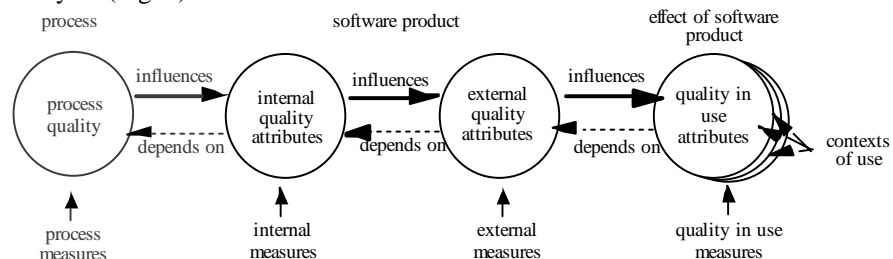 process
software product
effect of software
product
influences
influences
influences
process
quality
internal
quality
attributes
external
quality
attributes
quality in
use
attributes
depends on
depends on
depends on
contexts
of use
process
measures
internal
measures
external
measures
quality in use
measures